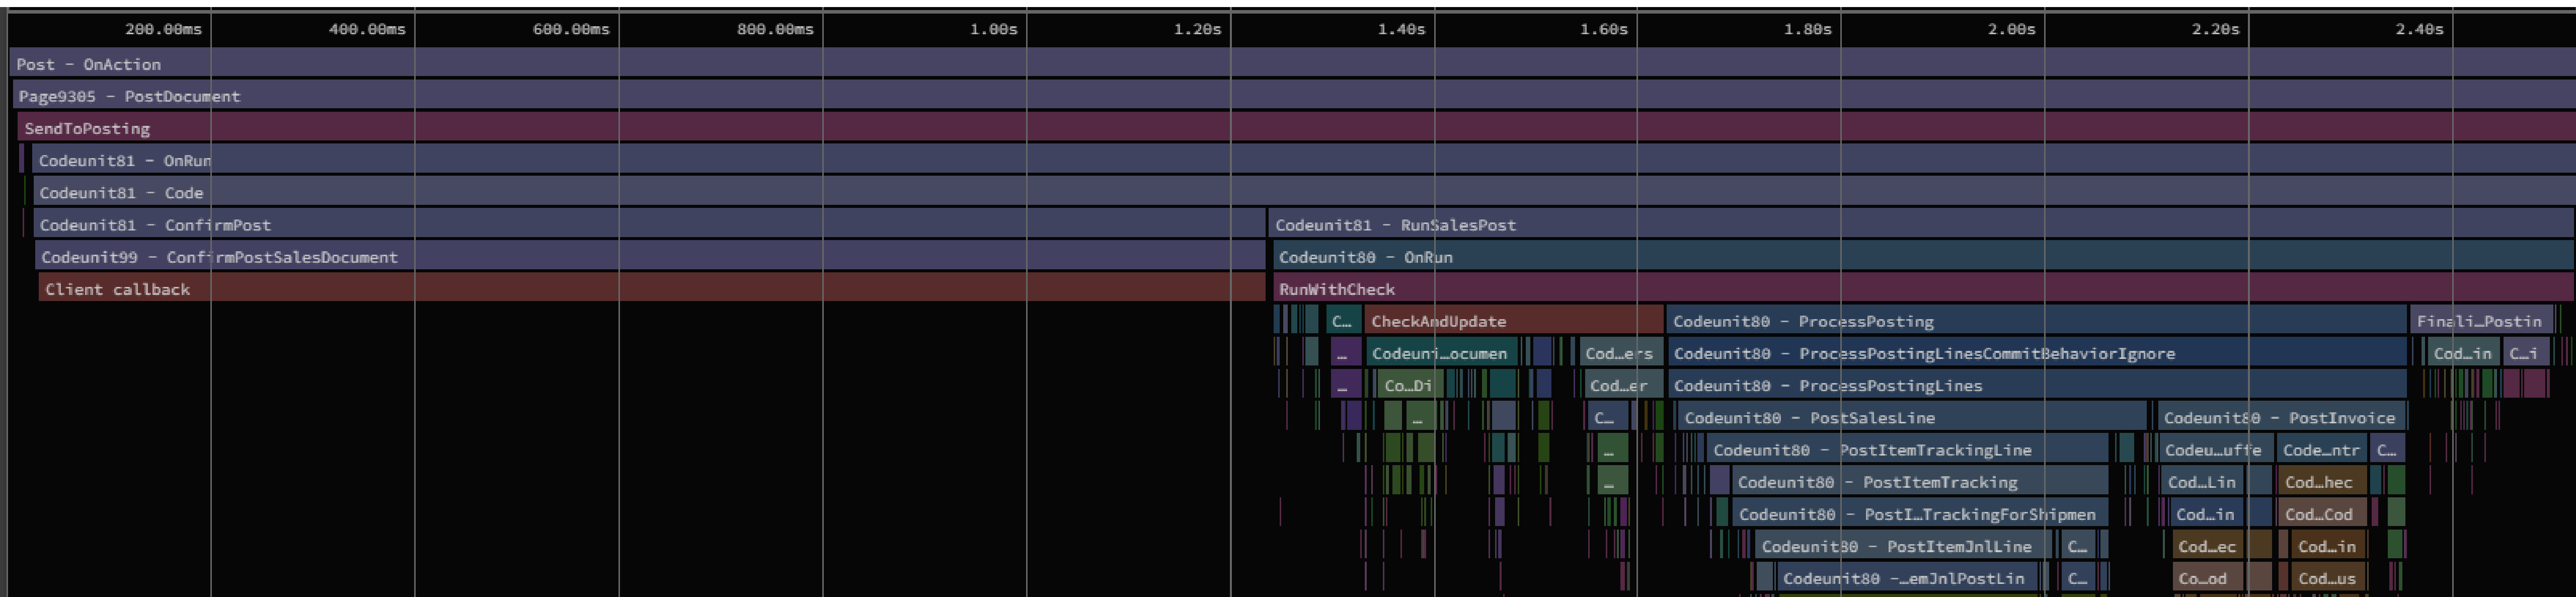 200.00ms 400.00ms 600.00ms 800.00ms 1.00s 1.20s 1.40s 1.60s 1.80s 2.00s 2.20s 2.40s
Post - OnAction
Page9305 - PostDocument
SendToPosting
Codeunit81 - OnRun
Codeunit81 - Code
Codeunit81 - ConfirmPost Codeunit81 - RunSalesPost
Codeunit99 - ConfirmPostSalesDocument Codeunit80 - OnRun
Client callback RunWithCheck
C… CheckAndUpdate Codeunit80 - ProcessPosting Finali…Postin
… Codeuni…ocumen Cod…ers Codeunit80 - ProcessPostingLinesCommitBehaviorIgnore Cod…in C…i
… Co…Di Cod…er Codeunit80 - ProcessPostingLines
… C… Codeunit80 - PostSalesLine Codeunit80 - PostInvoice
… Codeunit80 - PostItemTrackingLine Codeu…uffe Code…ntr C…
… Codeunit80 - PostItemTracking Cod…Lin Cod…hec
Codeunit80 - PostI…TrackingForShipmen Cod…in Cod…Cod
Codeunit80 - PostItemJnlLine C… Cod…ec Cod…in
Codeunit80 -…emJnlPostLin C… Co…od Cod…us